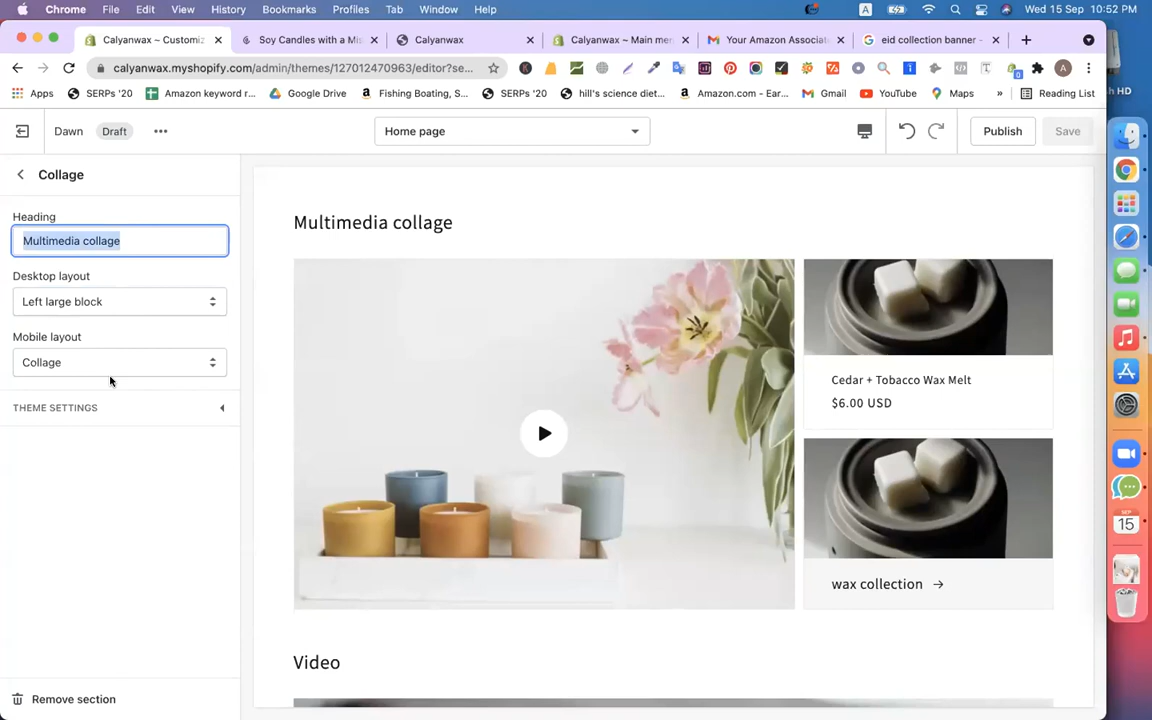 Chrome File Edit View History Bookmarks Profiles Tab Window Help A Wed 15 Sep 10:52 PM
Calyanwax ~ Customiz Soy Candles with a Mis Calyanwax Calyanwax ~ Main men Your Amazon Associat eid collection banner -
calyanwax.myshopify.com/admin/themes/127012470963/editor?se... A
Apps SERPs '20 Amazon keyword r... Google Drive Fishing Boating, S... SERPs '20 hill's science diet... Amazon.com - Ear... Gmail YouTube Maps » Reading List
Dawn Draft Home page Publish Save
Collage
Heading
Multimedia collage
Desktop layout
Left large block
Mobile layout
Collage
THEME SETTINGS
Remove section
Multimedia collage
Cedar + Tobacco Wax Melt
$6.00 USD
wax collection →
Video
SEP
15